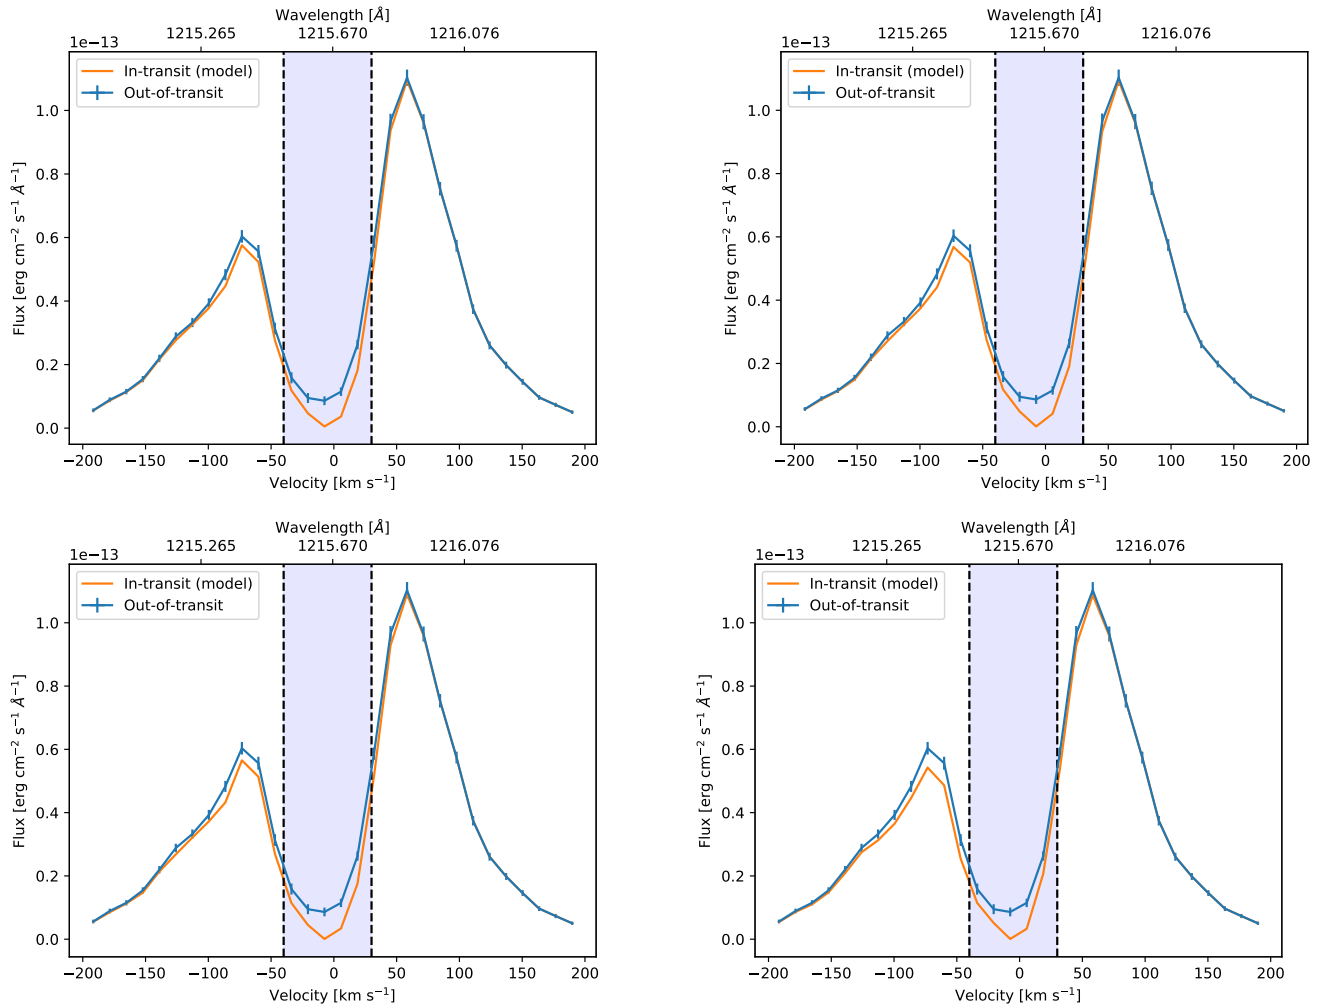 Wavelength [Å]
1e−13
1215.265 1215.670 1216.076
In-transit (model)
Out-of-transit
Flux [erg cm−2 s−1 Å−1]
1.0
0.8
0.6
0.4
0.2
0.0
−200 −150 −100 −50 0 50 100 150 200
Velocity [km s−1]
Wavelength [Å]
1e−13
1215.265 1215.670 1216.076
In-transit (model)
Out-of-transit
Flux [erg cm−2 s−1 Å−1]
1.0
0.8
0.6
0.4
0.2
0.0
−200 −150 −100 −50 0 50 100 150 200
Velocity [km s−1]
Wavelength [Å]
1e−13
1215.265 1215.670 1216.076
In-transit (model)
Out-of-transit
Flux [erg cm−2 s−1 Å−1]
1.0
0.8
0.6
0.4
0.2
0.0
−200 −150 −100 −50 0 50 100 150 200
Velocity [km s−1]
Wavelength [Å]
1e−13
1215.265 1215.670 1216.076
In-transit (model)
Out-of-transit
Flux [erg cm−2 s−1 Å−1]
1.0
0.8
0.6
0.4
0.2
0.0
−200 −150 −100 −50 0 50 100 150 200
Velocity [km s−1]